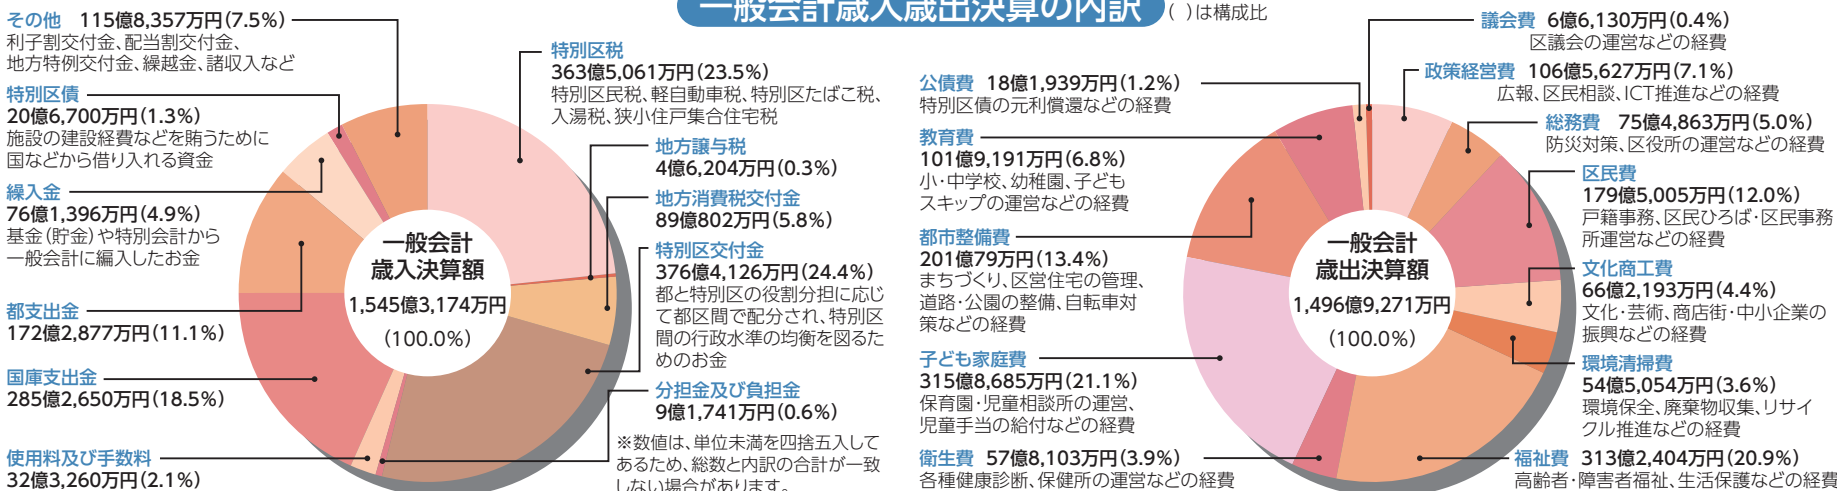 一般会計歳入歳出決算の内訳 ( )は構成比
その他 115億8,357万円(7.5%)
利子割交付金、配当割交付金、
地方特例交付金、繰越金、諸収入など
特別区債
20億6,700万円(1.3%)
施設の建設経費などを賄うために
国などから借り入れる資金
繰入金
76億1,396万円(4.9%)
基金(貯金)や特別会計から
一般会計に編入したお金
都支出金
172億2,877万円(11.1%)
国庫支出金
285億2,650万円(18.5%)
使用料及び手数料
32億3,260万円(2.1%)
一般会計
歳入決算額
1,545億3,174万円
(100.0%)
特別区税
363億5,061万円(23.5%)
特別区民税、軽自動車税、特別区たばこ税、
入湯税、狭小住戸集合住宅税
地方譲与税
4億6,204万円(0.3%)
地方消費税交付金
89億802万円(5.8%)
特別区交付金
376億4,126万円(24.4%)
都と特別区の役割分担に応じ
て都区間で配分され、特別区
間の行政水準の均衡を図るた
めのお金
分担金及び負担金
9億1,741万円(0.6%)
※数値は、単位未満を四捨五入して
あるため、総数と内訳の合計が一致
しない場合があります。
公債費 18億1,939万円(1.2%)
特別区債の元利償還などの経費
教育費
101億9,191万円(6.8%)
小・中学校、幼稚園、子ども
スキップの運営などの経費
都市整備費
201億79万円(13.4%)
まちづくり、区営住宅の管理、
道路・公園の整備、自転車対
策などの経費
子ども家庭費
315億8,685万円(21.1%)
保育園・児童相談所の運営、
児童手当の給付などの経費
衛生費 57億8,103万円(3.9%)
各種健康診断、保健所の運営などの経費
一般会計
歳出決算額
1,496億9,271万円
(100.0%)
議会費 6億6,130万円(0.4%)
区議会の運営などの経費
政策経営費 106億5,627万円(7.1%)
広報、区民相談、ICT推進などの経費
総務費 75億4,863万円(5.0%)
防災対策、区役所の運営などの経費
区民費
179億5,005万円(12.0%)
戸籍事務、区民ひろば・区民事務
所運営などの経費
文化商工費
66億2,193万円(4.4%)
文化・芸術、商店街・中小企業の
振興などの経費
環境清掃費
54億5,054万円(3.6%)
環境保全、廃棄物収集、リサイ
クル推進などの経費
福祉費 313億2,404万円(20.9%)
高齢者・障害者福祉、生活保護などの経費